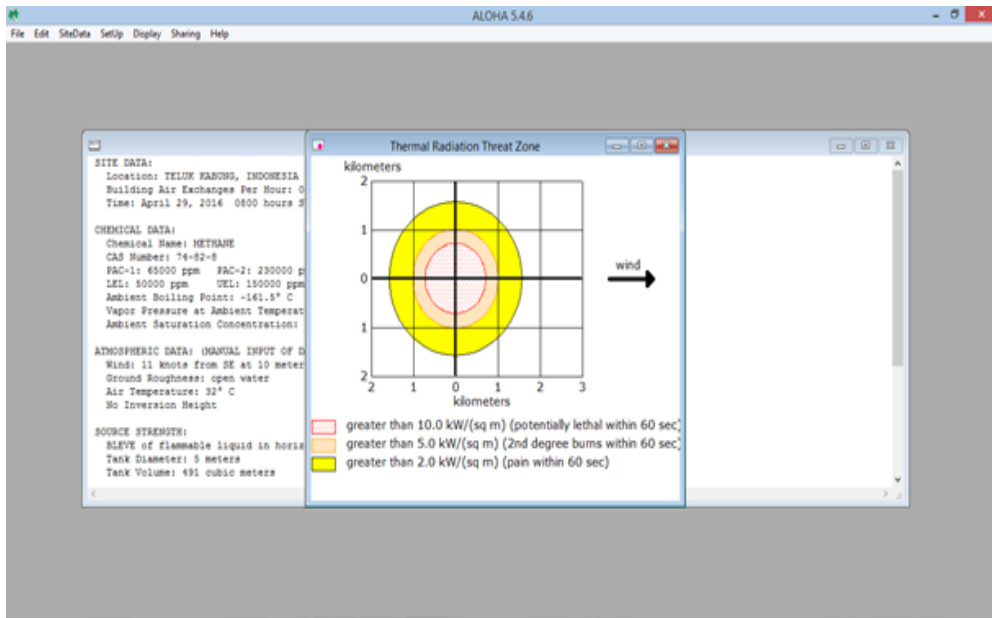 ALOHA 5.4.6
File Edit SiteData SetUp Display Sharing Help
SITE DATA:
Location: TELUK KABUNG, INDONESIA
Building Air Exchanges Per Hour: 0
Time: April 29, 2016 0800 hours S
CHEMICAL DATA:
Chemical Name: METHANE
CAS Number: 74-82-8
PAC-1: 65000 ppm PAC-2: 230000 p
LEL: 50000 ppm UEL: 150000 ppm
Ambient Boiling Point: -161.5° C
Vapor Pressure at Ambient Temperat
Ambient Saturation Concentration:
ATMOSPHERIC DATA: (MANUAL INPUT OF D
Wind: 11 knots from SE at 10 meter
Ground Roughness: open water
Air Temperature: 32° C
No Inversion Height
SOURCE STRENGTH:
BLEVE of flammable liquid in horiz
Tank Diameter: 5 meters
Tank Volume: 491 cubic meters
Thermal Radiation Threat Zone
kilometers
2
1
0
1
2
2 1 0 1 2 3
kilometers
wind
greater than 10.0 kW/(sq m) (potentially lethal within 60 sec)
greater than 5.0 kW/(sq m) (2nd degree burns within 60 sec)
greater than 2.0 kW/(sq m) (pain within 60 sec)